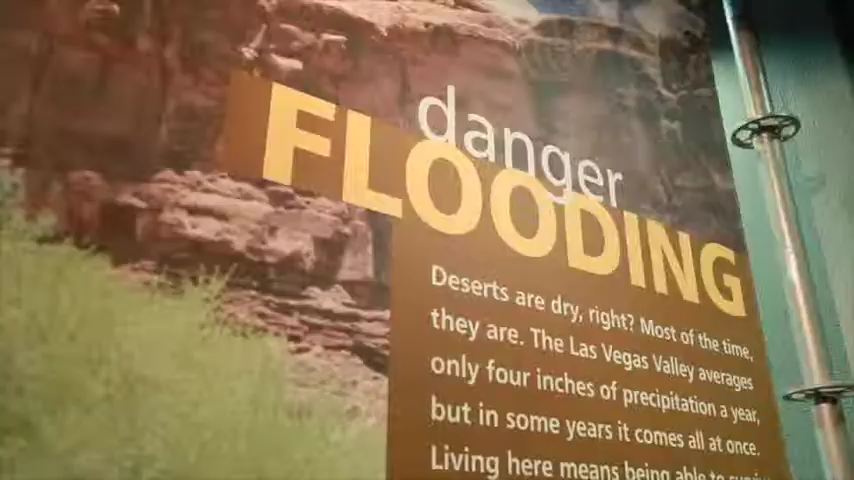 danger
FLOODING
Deserts are dry, right? Most of the time,
they are. The Las Vegas Valley averages
only four inches of precipitation a year,
but in some years it comes all at once.
Living here means being able to